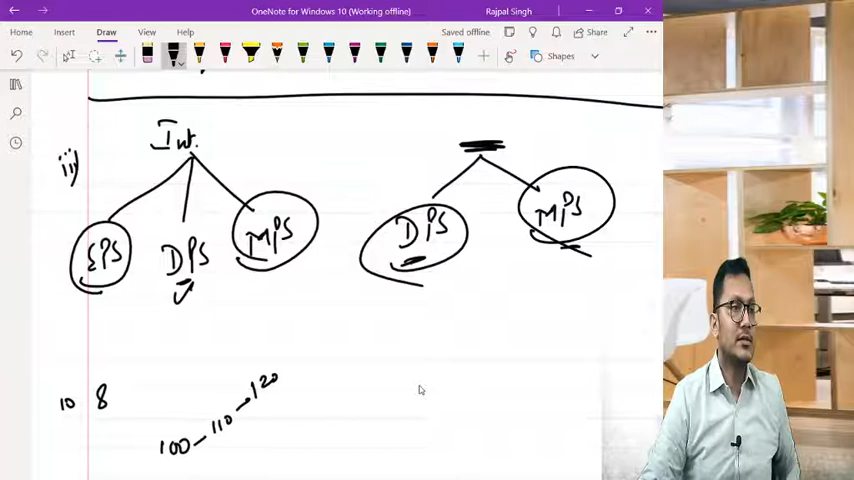 OneNote for Windows 10 (Working offline)
Rajpal Singh
Home Insert Draw View Help
Saved offline Share
Shapes
iii)
Int.
EPS DPS MPS
DPS MPS
10 8
100 - 110 - 120